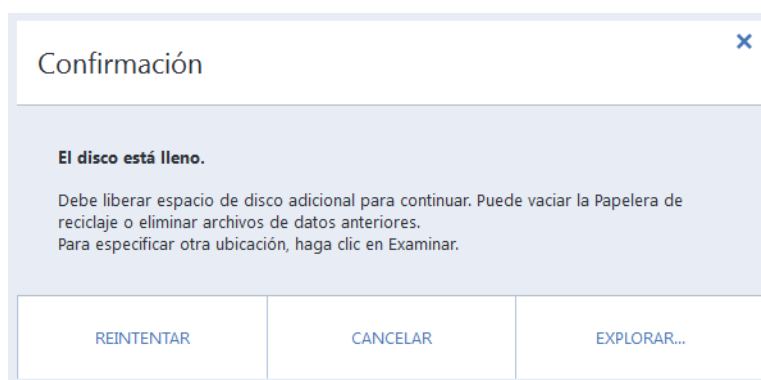 Confirmación
El disco está lleno.
Debe liberar espacio de disco adicional para continuar. Puede vaciar la Papelera de
reciclaje o eliminar archivos de datos anteriores.
Para especificar otra ubicación, haga clic en Examinar.
REINTENTAR
CANCELAR
EXPLORAR...